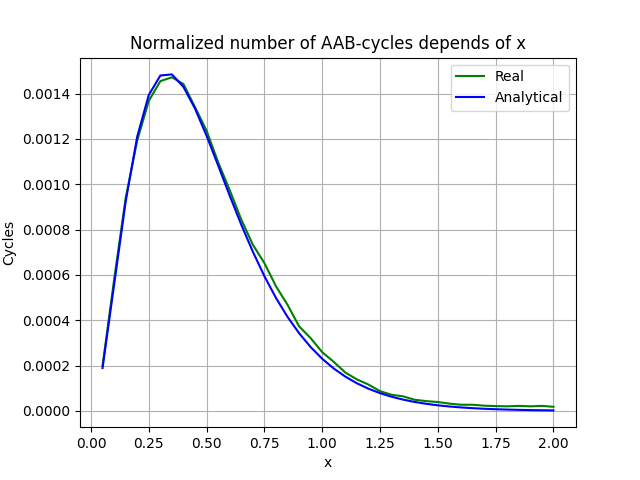 Normalized number of AAB-cycles depends of x
Real
Analytical
Cycles
0.0014
0.0012
0.0010
0.0008
0.0006
0.0004
0.0002
0.0000
0.00 0.25 0.50 0.75 1.00 1.25 1.50 1.75 2.00
x